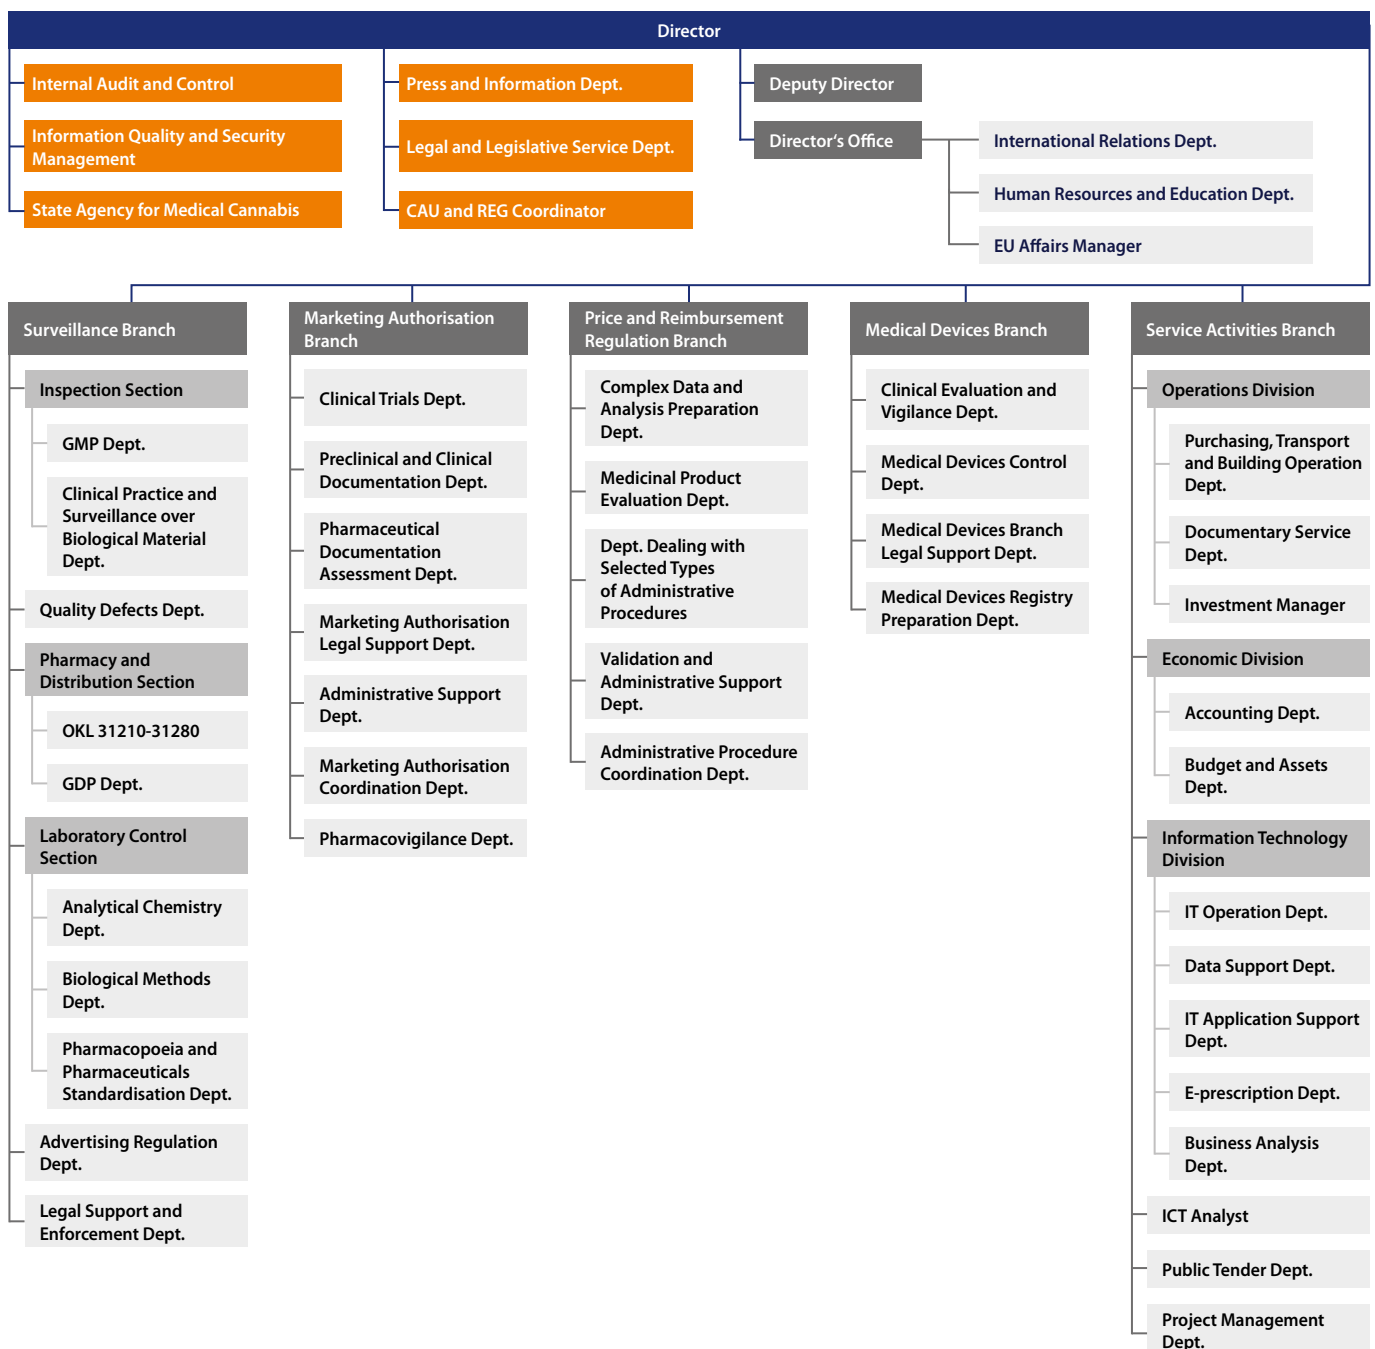 Director
Internal Audit and Control
Information Quality and Security
Management
State Agency for Medical Cannabis
Press and Information Dept.
Legal and Legislative Service Dept.
CAU and REG Coordinator
Deputy Director
Director‘s Office
International Relations Dept.
Human Resources and Education Dept.
EU Affairs Manager
Surveillance Branch
Inspection Section
GMP Dept.
Clinical Practice and
Surveillance over
Biological Material
Dept.
Quality Defects Dept.
Pharmacy and
Distribution Section
OKL 31210-31280
GDP Dept.
Laboratory Control
Section
Analytical Chemistry
Dept.
Biological Methods
Dept.
Pharmacopoeia and
Pharmaceuticals
Standardisation Dept.
Advertising Regulation
Dept.
Legal Support and
Enforcement Dept.
Marketing Authorisation
Branch
Clinical Trials Dept.
Preclinical and Clinical
Documentation Dept.
Pharmaceutical
Documentation
Assessment Dept.
Marketing Authorisation
Legal Support Dept.
Administrative Support
Dept.
Marketing Authorisation
Coordination Dept.
Pharmacovigilance Dept.
Price and Reimbursement
Regulation Branch
Complex Data and
Analysis Preparation
Dept.
Medicinal Product
Evaluation Dept.
Dept. Dealing with
Selected Types
of Administrative
Procedures
Validation and
Administrative Support
Dept.
Administrative Procedure
Coordination Dept.
Medical Devices Branch
Clinical Evaluation and
Vigilance Dept.
Medical Devices Control
Dept.
Medical Devices Branch
Legal Support Dept.
Medical Devices Registry
Preparation Dept.
Service Activities Branch
Operations Division
Purchasing, Transport
and Building Operation
Dept.
Documentary Service
Dept.
Investment Manager
Economic Division
Accounting Dept.
Budget and Assets
Dept.
Information Technology
Division
IT Operation Dept.
Data Support Dept.
IT Application Support
Dept.
E-prescription Dept.
Business Analysis
Dept.
ICT Analyst
Public Tender Dept.
Project Management
Dept.